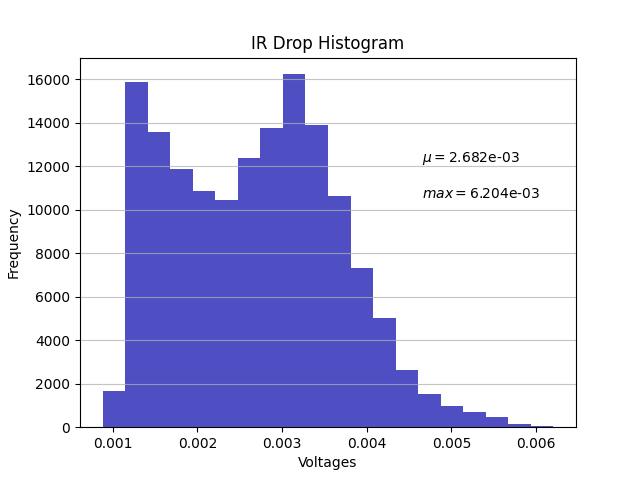 IR Drop Histogram
16000
14000
12000
10000
8000
6000
4000
2000
0
Frequency
μ = 2.682e-03
max = 6.204e-03
0.001 0.002 0.003 0.004 0.005 0.006
Voltages